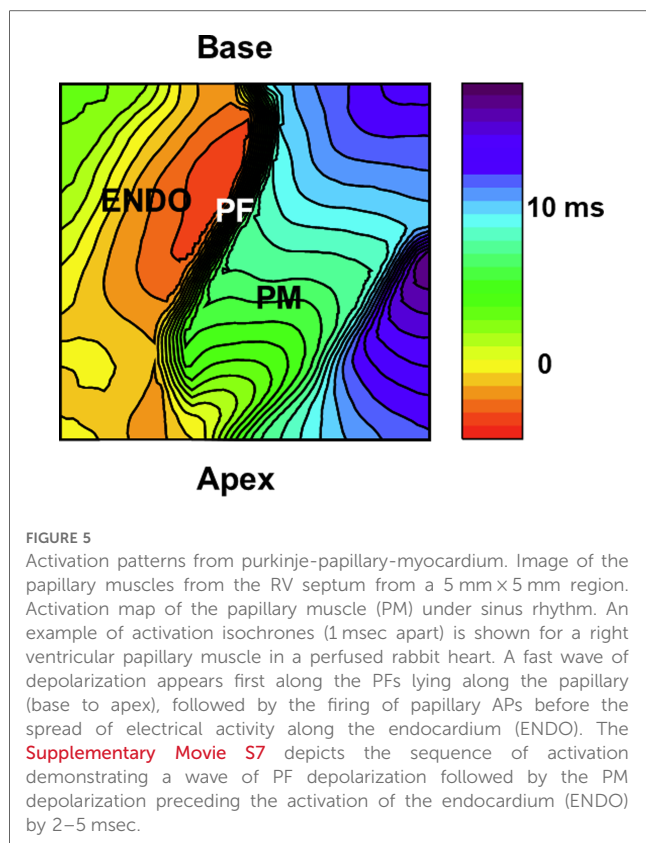 Base
ENDO
PF
PM
10 ms
0
Apex
FIGURE 5
Activation patterns from purkinje-papillary-myocardium. Image of the
papillary muscles from the RV septum from a 5 mm × 5 mm region.
Activation map of the papillary muscle (PM) under sinus rhythm. An
example of activation isochrones (1 msec apart) is shown for a right
ventricular papillary muscle in a perfused rabbit heart. A fast wave of
depolarization appears first along the PFs lying along the papillary
(base to apex), followed by the firing of papillary APs before the
spread of electrical activity along the endocardium (ENDO). The
Supplementary Movie S7 depicts the sequence of activation
demonstrating a wave of PF depolarization followed by the PM
depolarization preceding the activation of the endocardium (ENDO)
by 2–5 msec.